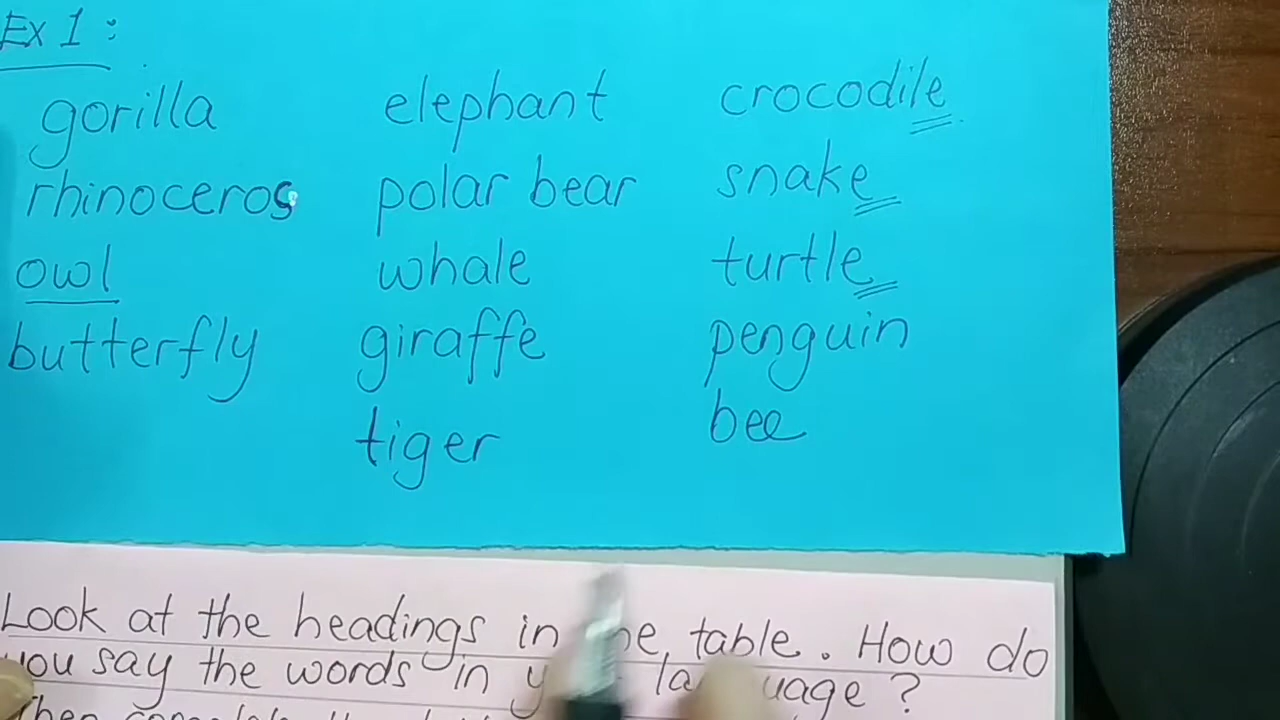 Ex 1 :
gorilla elephant crocodile
rhinoceros polar bear snake
owl whale turtle
butterfly giraffe penguin
tiger bee
Look at the headings in table. How do
you say the words in ?